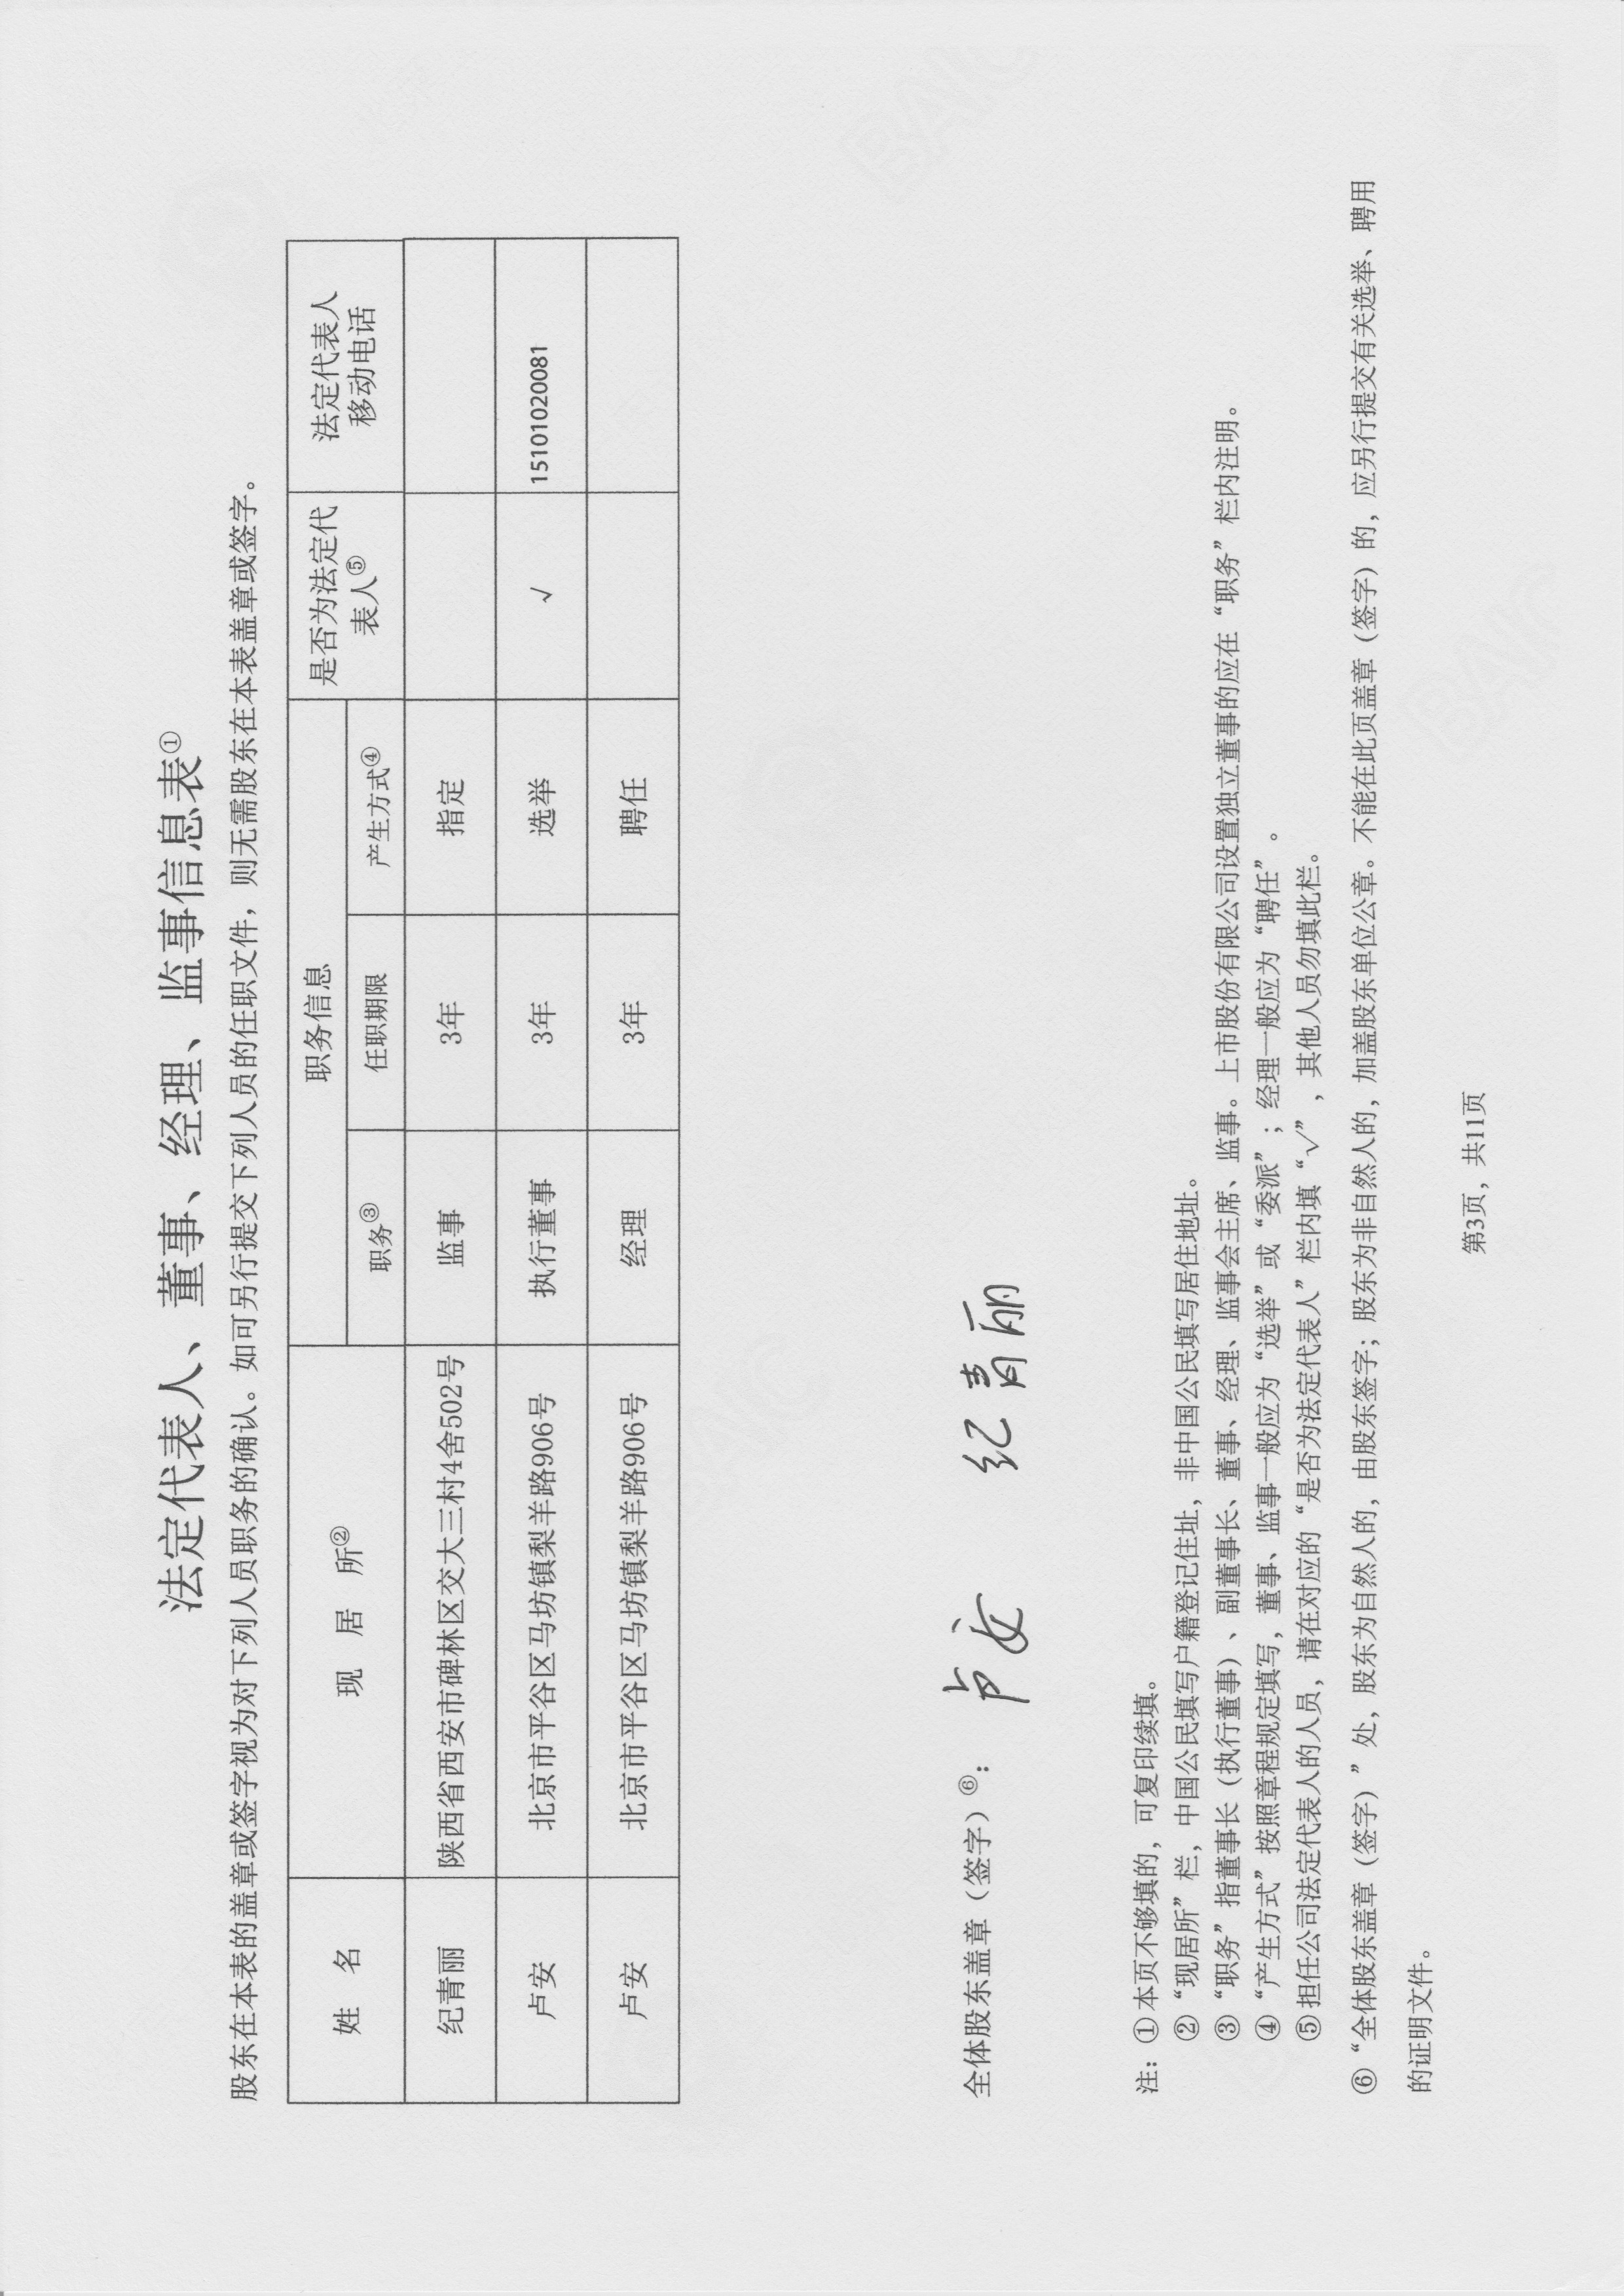 法定代表人、董事、经理、监事信息表①
股东在本表的盖章或签字视为对下列人员职务的确认。如可另行提交下列人员的任职文件，则无需股东在本表盖章或签字。
姓 名 现 居 所② 职务信息 是否为法定代表人⑤ 法定代表人移动电话
职务③ 任职期限 产生方式④
纪青丽 陕西省西安市碑林区交大三村4舍502号 监事 3年 指定
卢安 北京市平谷区马坊镇梨羊路906号 执行董事 3年 选举 √ 15101020081
卢安 北京市平谷区马坊镇梨羊路906号 经理 3年 聘任
全体股东盖章（签字）⑥： 卢安 纪青丽
注：①本页不够填的，可复印续填。
②“现居所”栏，中国公民填写户籍登记住址，非中国公民填写居住地址。
③“职务”指董事长（执行董事）、副董事长、董事、经理、监事会主席、监事。上市股份有限公司设置独立董事的应在“职务”栏内注明。
④“产生方式”按照章程规定填写，董事、监事一般应为“选举”或“委派”；经理一般应为“聘任”。
⑤担任公司法定代表人的人员，请在对应的“是否为法定代表人”栏内填“√”，其他人员勿填此栏。
⑥“全体股东盖章（签字）”处，股东为自然人的，由股东签字；股东为非自然人的，加盖股东单位公章。不能在此页盖章（签字）的，应另行提交有关选举、聘用
的证明文件。
第3页，共11页